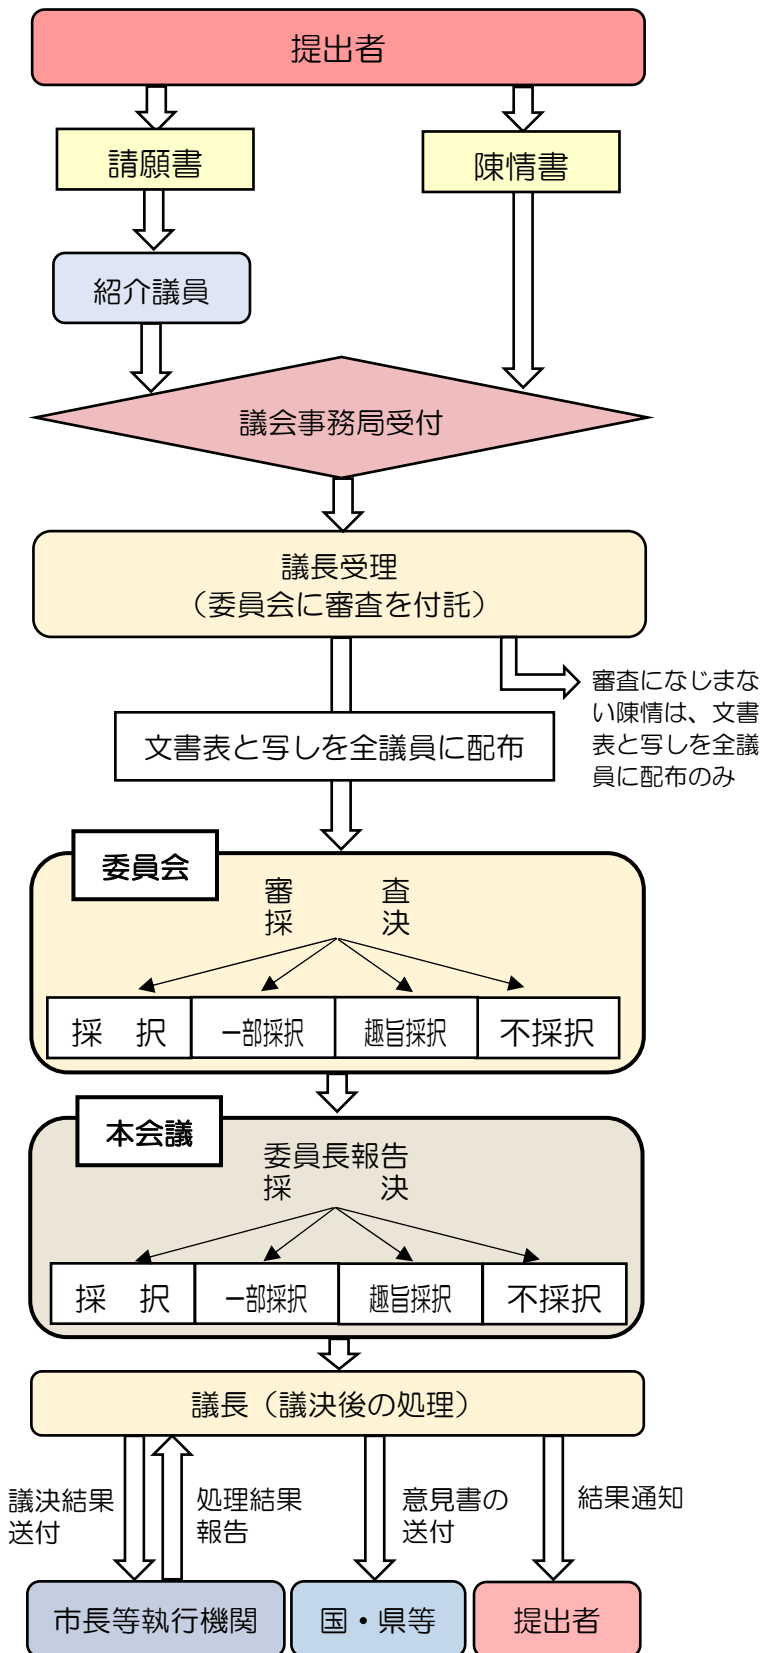 提出者
請願書
陳情書
紹介議員
議会事務局受付
議長受理
（委員会に審査を付託）
審査になじまな
い陳情は、文書
表と写しを全議
員に配布のみ
文書表と写しを全議員に配布
委員会
審　査
採　決
採　択
一部採択
趣旨採択
不採択
本会議
委員長報告
採　決
採　択
一部採択
趣旨採択
不採択
議長（議決後の処理）
議決結果
送付
処理結果
報告
意見書の
送付
結果通知
市長等執行機関
国・県等
提出者